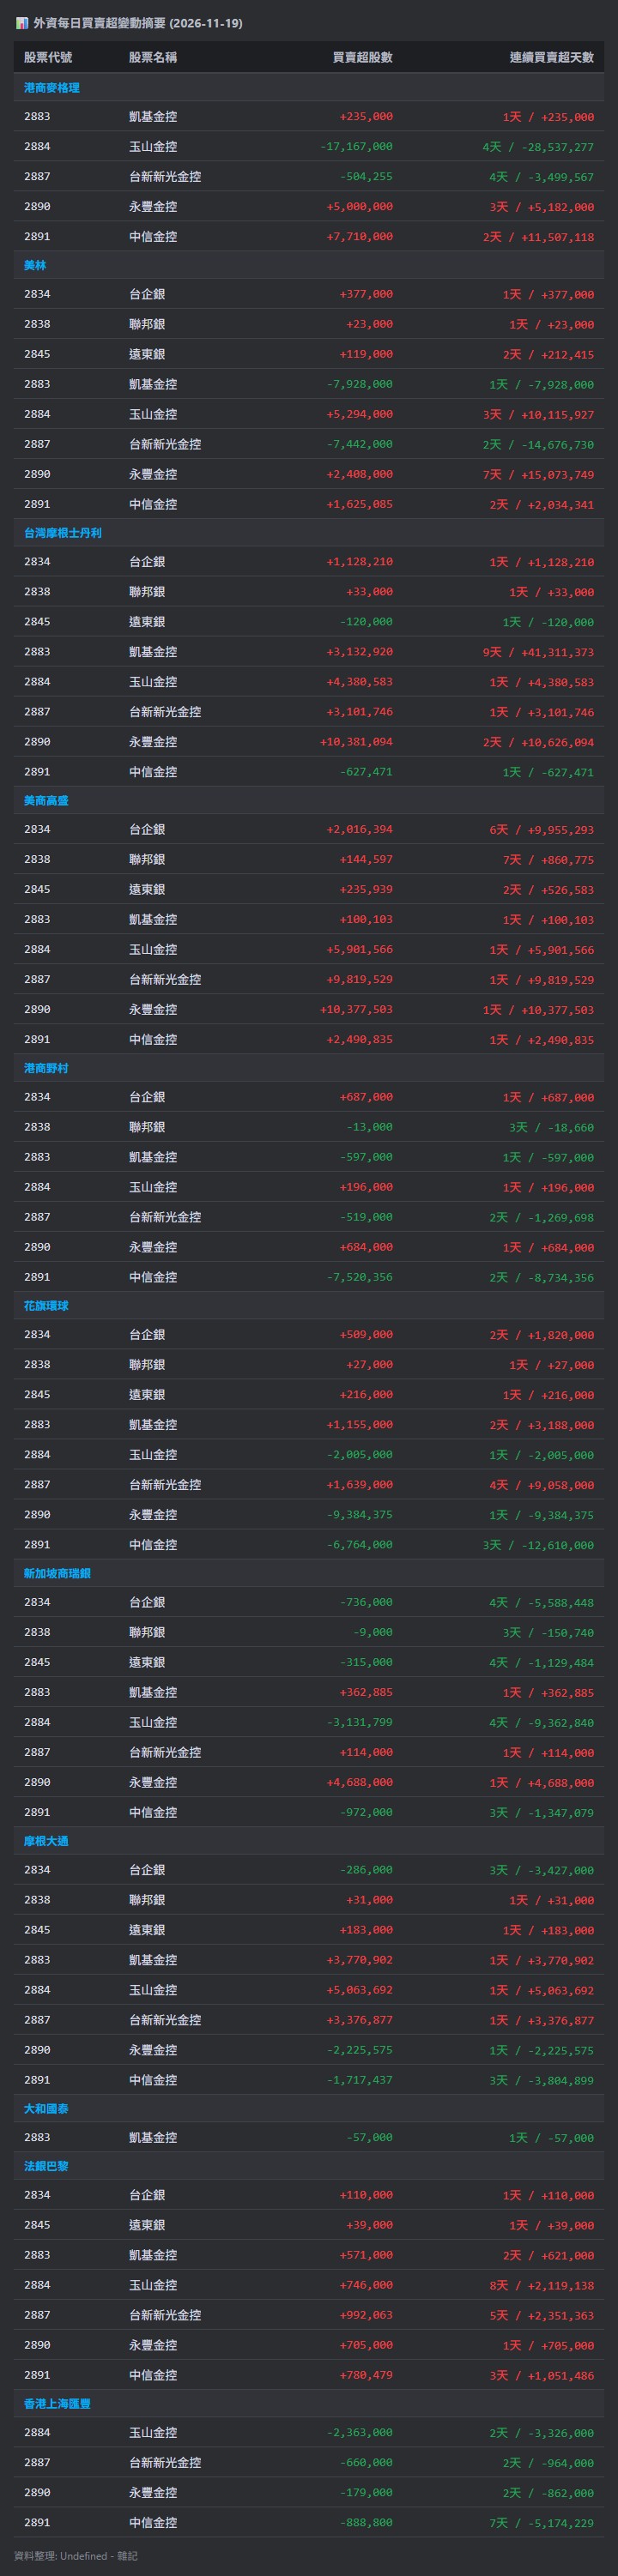 📊 外資每日買賣超變動摘要 (2026-11-19)
股票代號 股票名稱 買賣超股數 連續買賣超天數
港商麥格理
2883 凱基金控 +235,000 1天 / +235,000
2884 玉山金控 -17,167,000 4天 / -28,537,277
2887 台新新光金控 -504,255 4天 / -3,499,567
2890 永豐金控 +5,000,000 3天 / +5,182,000
2891 中信金控 +7,710,000 2天 / +11,507,118
美林
2834 台企銀 +377,000 1天 / +377,000
2838 聯邦銀 +23,000 1天 / +23,000
2845 遠東銀 +119,000 2天 / +212,415
2883 凱基金控 -7,928,000 1天 / -7,928,000
2884 玉山金控 +5,294,000 3天 / +10,115,927
2887 台新新光金控 -7,442,000 2天 / -14,676,730
2890 永豐金控 +2,408,000 7天 / +15,073,749
2891 中信金控 +1,625,085 2天 / +2,034,341
台灣摩根士丹利
2834 台企銀 +1,128,210 1天 / +1,128,210
2838 聯邦銀 +33,000 1天 / +33,000
2845 遠東銀 -120,000 1天 / -120,000
2883 凱基金控 +3,132,920 9天 / +41,311,373
2884 玉山金控 +4,380,583 1天 / +4,380,583
2887 台新新光金控 +3,101,746 1天 / +3,101,746
2890 永豐金控 +10,381,094 2天 / +10,626,094
2891 中信金控 -627,471 1天 / -627,471
美商高盛
2834 台企銀 +2,016,394 6天 / +9,955,293
2838 聯邦銀 +144,597 7天 / +860,775
2845 遠東銀 +235,939 2天 / +526,583
2883 凱基金控 +100,103 1天 / +100,103
2884 玉山金控 +5,901,566 1天 / +5,901,566
2887 台新新光金控 +9,819,529 1天 / +9,819,529
2890 永豐金控 +10,377,503 1天 / +10,377,503
2891 中信金控 +2,490,835 1天 / +2,490,835
港商野村
2834 台企銀 +687,000 1天 / +687,000
2838 聯邦銀 -13,000 3天 / -18,660
2883 凱基金控 -597,000 1天 / -597,000
2884 玉山金控 +196,000 1天 / +196,000
2887 台新新光金控 -519,000 2天 / -1,269,698
2890 永豐金控 +684,000 1天 / +684,000
2891 中信金控 -7,520,356 2天 / -8,734,356
花旗環球
2834 台企銀 +509,000 2天 / +1,820,000
2838 聯邦銀 +27,000 1天 / +27,000
2845 遠東銀 +216,000 1天 / +216,000
2883 凱基金控 +1,155,000 2天 / +3,188,000
2884 玉山金控 -2,005,000 1天 / -2,005,000
2887 台新新光金控 +1,639,000 4天 / +9,058,000
2890 永豐金控 -9,384,375 1天 / -9,384,375
2891 中信金控 -6,764,000 3天 / -12,610,000
新加坡商瑞銀
2834 台企銀 -736,000 4天 / -5,588,448
2838 聯邦銀 -9,000 3天 / -150,740
2845 遠東銀 -315,000 4天 / -1,129,484
2883 凱基金控 +362,885 1天 / +362,885
2884 玉山金控 -3,131,799 4天 / -9,362,840
2887 台新新光金控 +114,000 1天 / +114,000
2890 永豐金控 +4,688,000 1天 / +4,688,000
2891 中信金控 -972,000 3天 / -1,347,079
摩根大通
2834 台企銀 -286,000 3天 / -3,427,000
2838 聯邦銀 +31,000 1天 / +31,000
2845 遠東銀 +183,000 1天 / +183,000
2883 凱基金控 +3,770,902 1天 / +3,770,902
2884 玉山金控 +5,063,692 1天 / +5,063,692
2887 台新新光金控 +3,376,877 1天 / +3,376,877
2890 永豐金控 -2,225,575 1天 / -2,225,575
2891 中信金控 -1,717,437 3天 / -3,804,899
大和國泰
2883 凱基金控 -57,000 1天 / -57,000
法銀巴黎
2834 台企銀 +110,000 1天 / +110,000
2845 遠東銀 +39,000 1天 / +39,000
2883 凱基金控 +571,000 2天 / +621,000
2884 玉山金控 +746,000 8天 / +2,119,138
2887 台新新光金控 +992,063 5天 / +2,351,363
2890 永豐金控 +705,000 1天 / +705,000
2891 中信金控 +780,479 3天 / +1,051,486
香港上海匯豐
2884 玉山金控 -2,363,000 2天 / -3,326,000
2887 台新新光金控 -660,000 2天 / -964,000
2890 永豐金控 -179,000 2天 / -862,000
2891 中信金控 -888,800 7天 / -5,174,229
資料整理: Undefined - 雜記